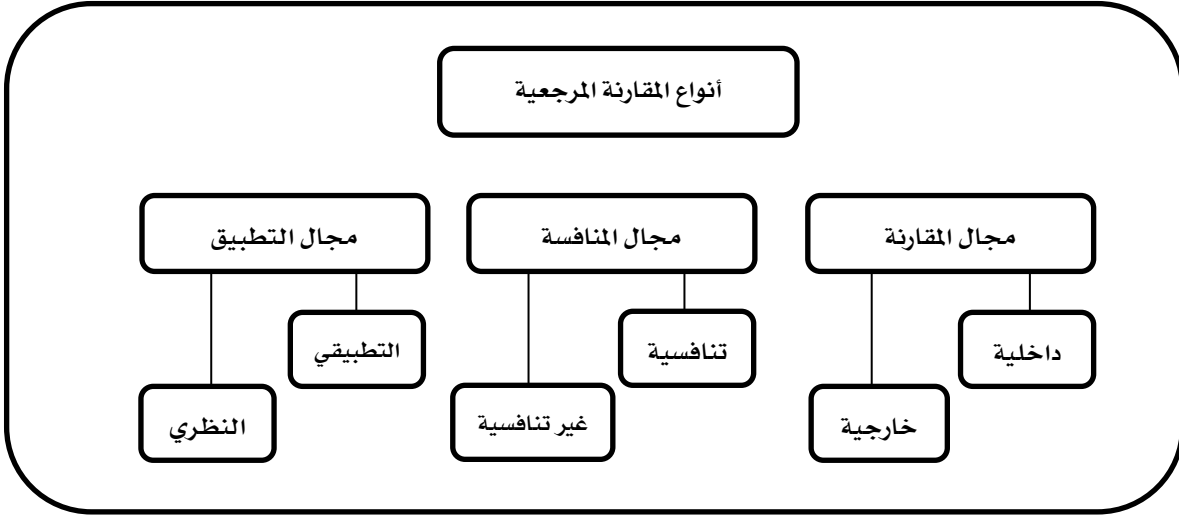 أنواع المقارنة المرجعية
مجال المقارنة
مجال المنافسة
مجال التطبيق
داخلية
تنافسية
التطبيقي
خارجية
غير تنافسية
النظري